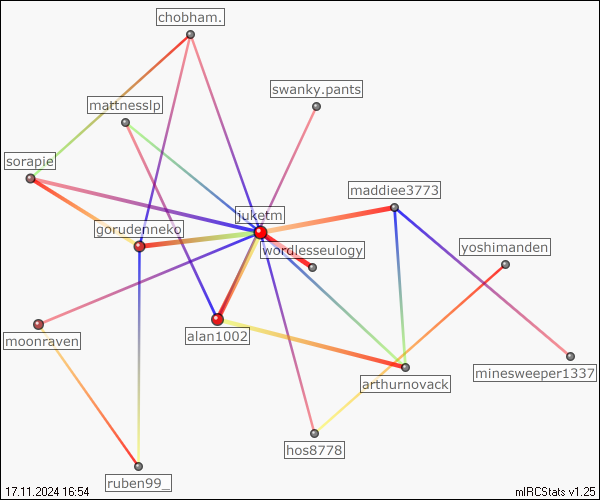 chobham.
swanky.pants
mattnesslp
sorapie
maddiee3773
juketm
gorudenneko
wordlesseulogy
yoshimanden
moonraven
alan1002
minesweeper1337
arthurnovack
hos8778
ruben99_
17.11.2024 16:54
mIRCStats v1.25